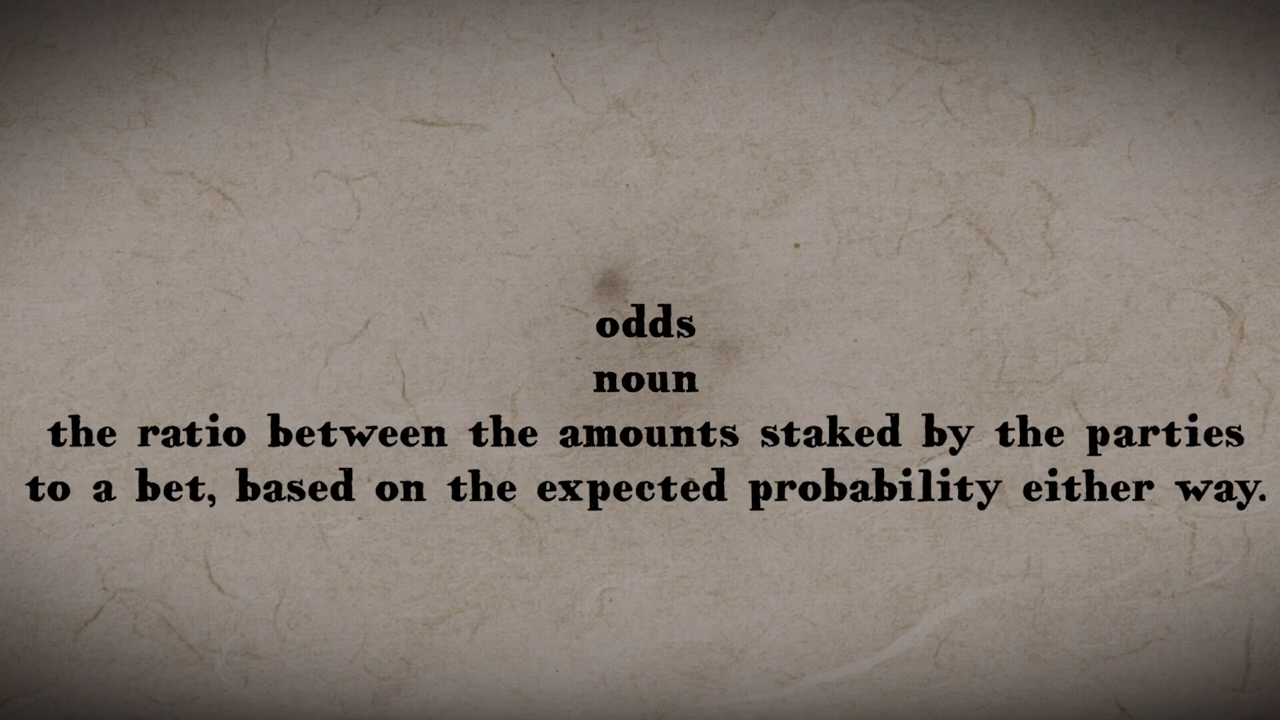 odds
noun
the ratio between the amounts staked by the parties
to a bet, based on the expected probability either way.